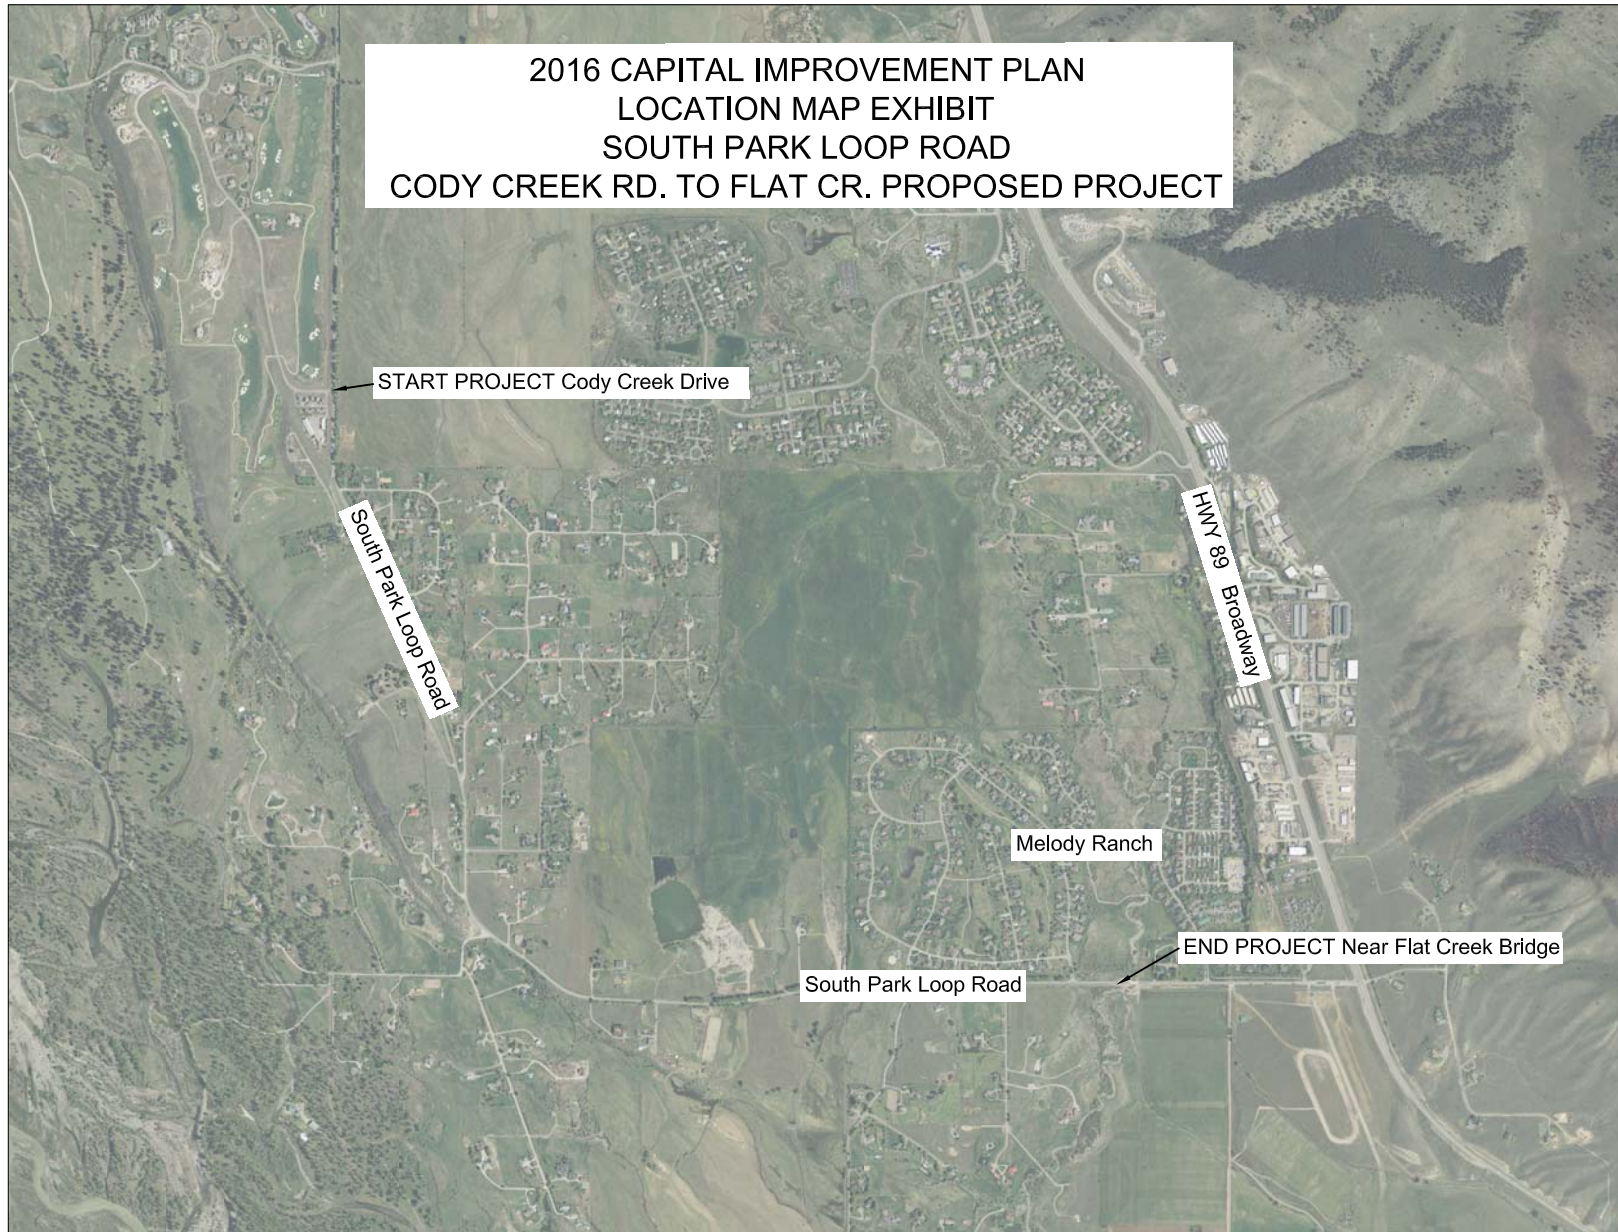 2016 CAPITAL IMPROVEMENT PLAN
LOCATION MAP EXHIBIT
SOUTH PARK LOOP ROAD
CODY CREEK RD. TO FLAT CR. PROPOSED PROJECT
START PROJECT Cody Creek Drive
South Park Loop Road
HWY 89 Broadway
Melody Ranch
END PROJECT Near Flat Creek Bridge
South Park Loop Road